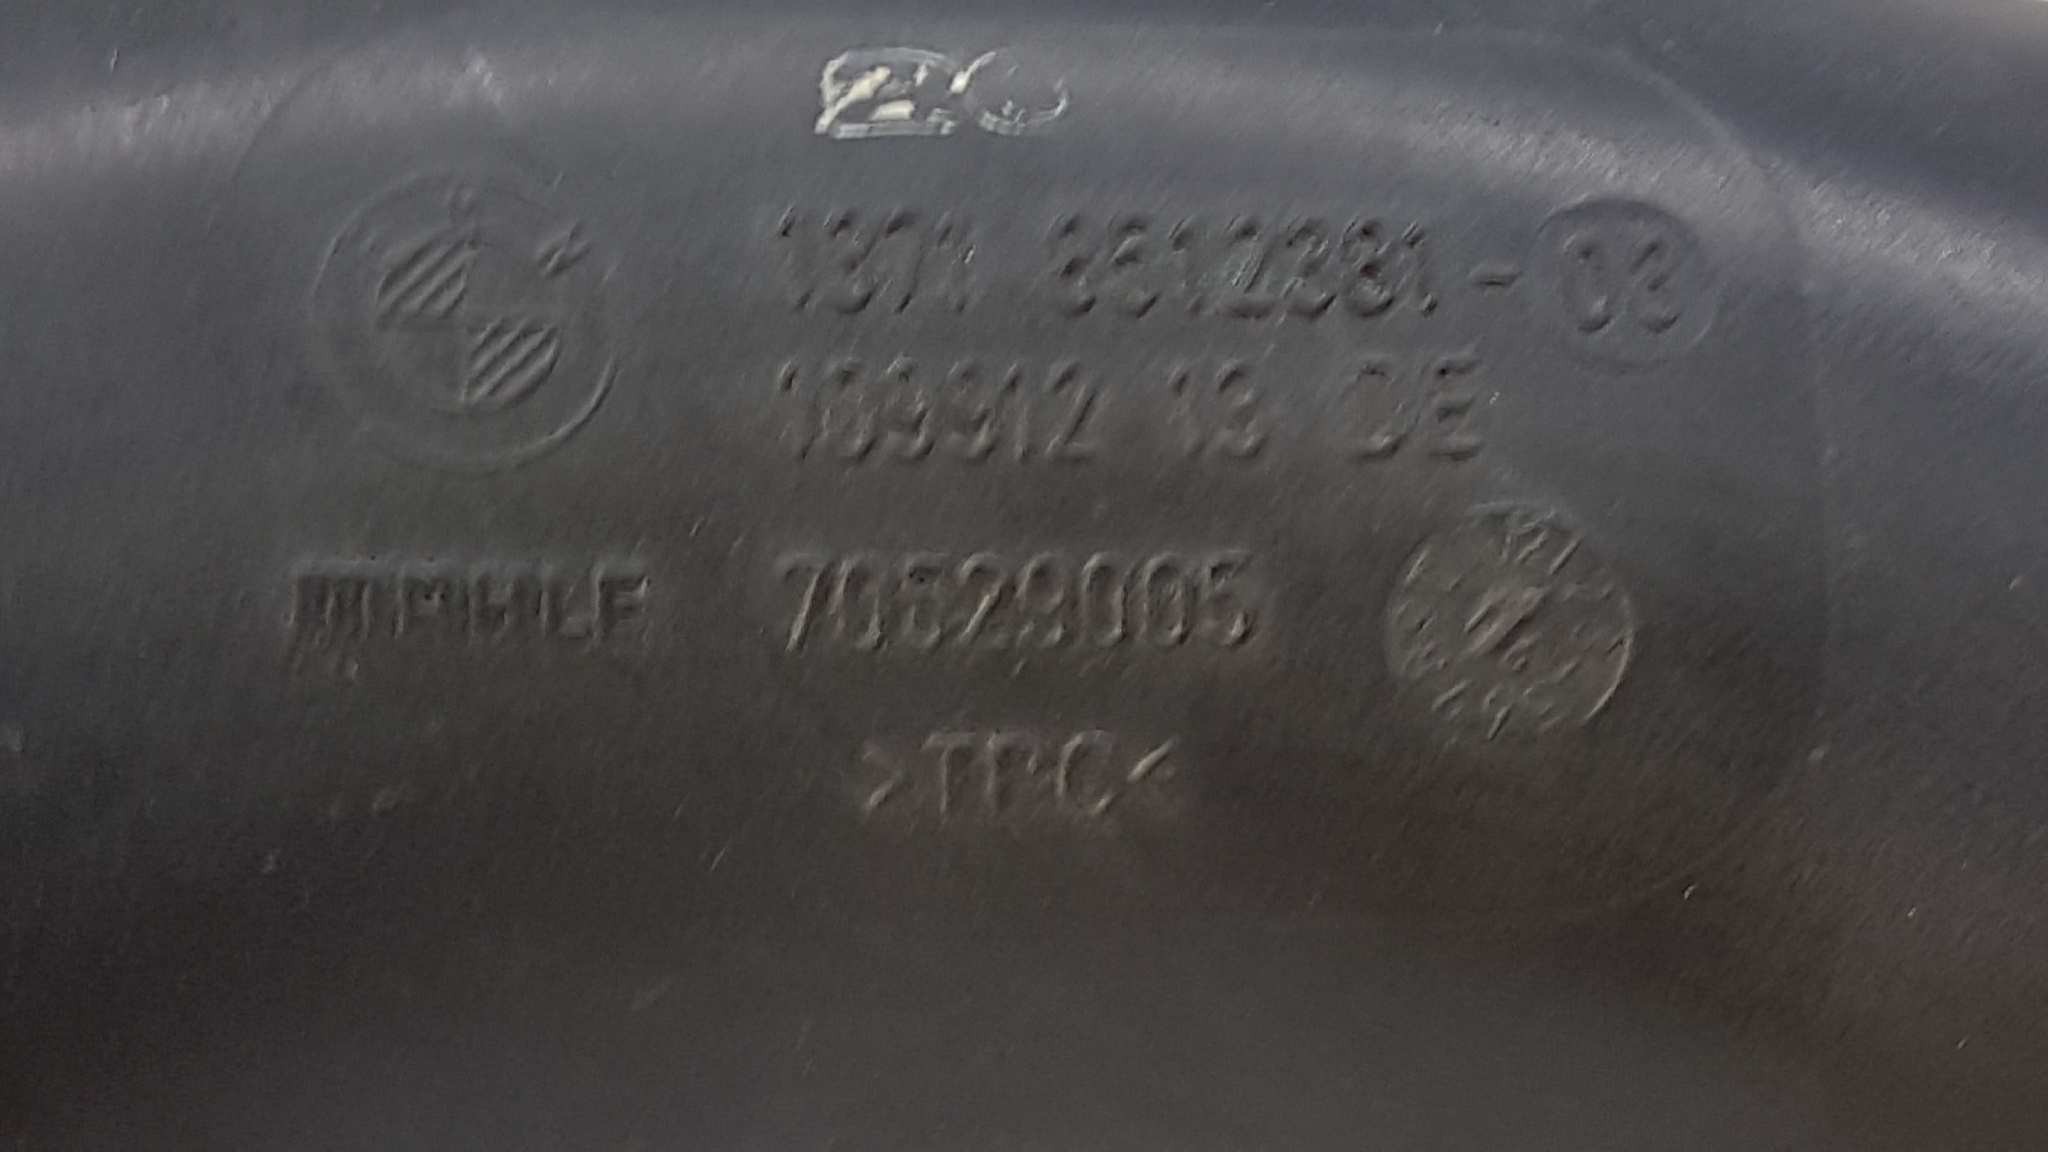 1371 8512381-03
109912 13 DE
MAHLE 70529005
>TPC<